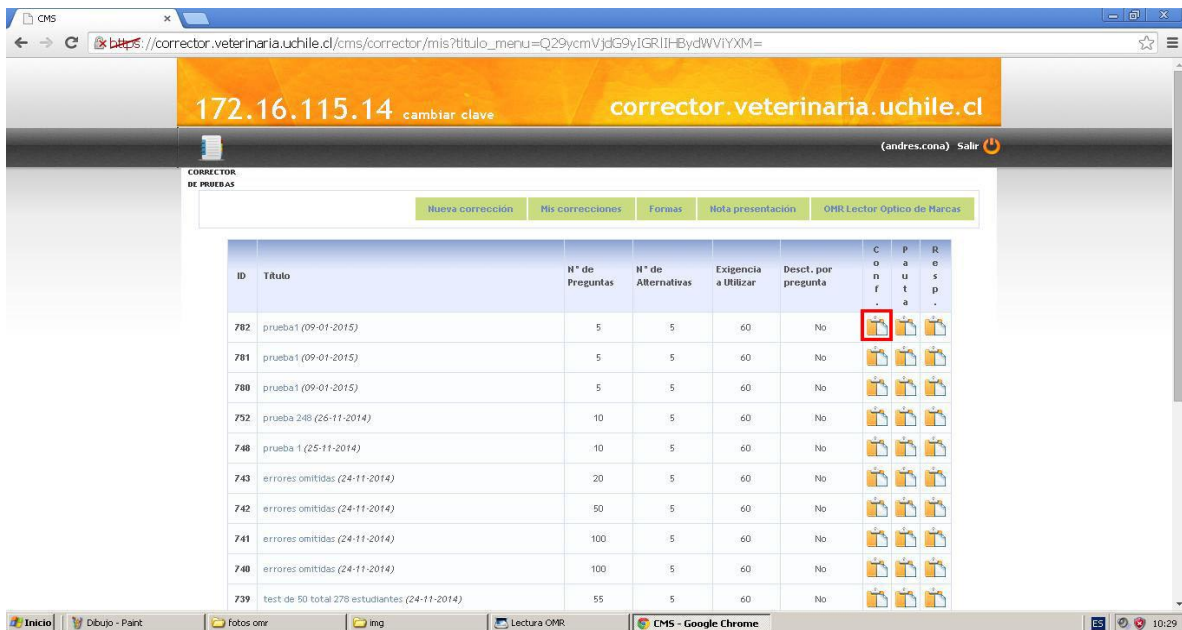 CMS
https://corrector.veterinaria.uchile.cl/cms/corrector/mis?titulo_menu=Q29ycmVjdG9yIGRlIHBydWViYXM=
172.16.115.14 cambiar clave corrector.veterinaria.uchile.cl
(andres.cona) Salir
CORRECTOR
DE PRUEBAS
Nueva corrección Mis correcciones Formas Nota presentación OMR Lector Optico de Marcas
ID Título N° de Preguntas N° de Alternativas Exigencia a Utilizar Desct. por pregunta Conf. Pauta Resp.
782 prueba1 (09-01-2015) 5 5 60 No
781 prueba1 (09-01-2015) 5 5 60 No
780 prueba1 (09-01-2015) 5 5 60 No
752 prueba 248 (26-11-2014) 10 5 60 No
748 prueba 1 (25-11-2014) 10 5 60 No
743 errores omitidas (24-11-2014) 20 5 60 No
742 errores omitidas (24-11-2014) 50 5 60 No
741 errores omitidas (24-11-2014) 100 5 60 No
740 errores omitidas (24-11-2014) 100 5 60 No
739 test de 50 total 278 estudiantes (24-11-2014) 55 5 60 No
Inicio Dibujo - Paint fotos omr img Lectura OMR CMS - Google Chrome ES 10:29